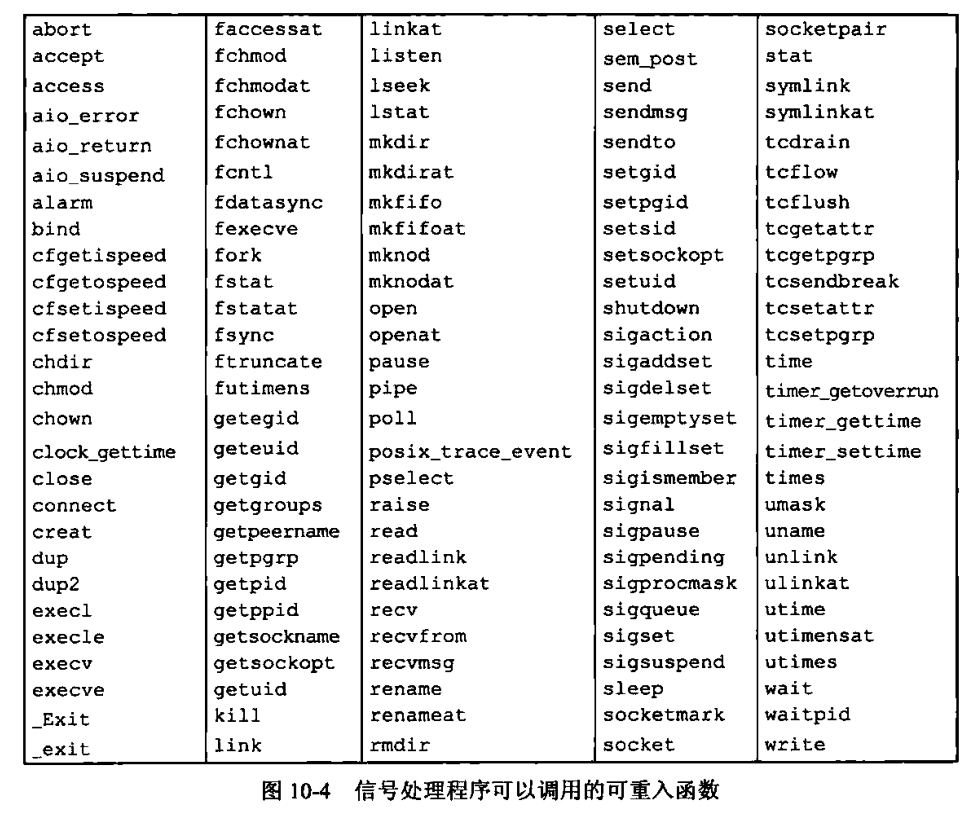 abort faccessat linkat select socketpair
accept fchmod listen sem_post stat
access fchmodat lseek send symlink
aio_error fchown lstat sendmsg symlinkat
aio_return fchownat mkdir sendto tcdrain
aio_suspend fcntl mkdirat setgid tcflow
alarm fdatasync mkfifo setpgid tcflush
bind fexecve mkfifoat setsid tcgetattr
cfgetispeed fork mknod setsockopt tcgetpgrp
cfgetospeed fstat mknodat setuid tcsendbreak
cfsetispeed fstatat open shutdown tcsetattr
cfsetospeed fsync openat sigaction tcsetpgrp
chdir ftruncate pause sigaddset time
chmod futimens pipe sigdelset timer_getoverrun
chown getegid poll sigemptyset timer_gettime
clock_gettime geteuid posix_trace_event sigfillset timer_settime
close getgid pselect sigismember times
connect getgroups raise signal umask
creat getpeername read sigpause uname
dup getpgrp readlink sigpending unlink
dup2 getpid readlinkat sigprocmask ulinkat
execl getppid recv sigqueue utime
execle getsockname recvfrom sigset utimensat
execv getsockopt recvmsg sigsuspend utimes
execve getuid rename sleep wait
_Exit kill renameat socketmark waitpid
_exit link rmdir socket write
图 10-4 信号处理程序可以调用的可重入函数